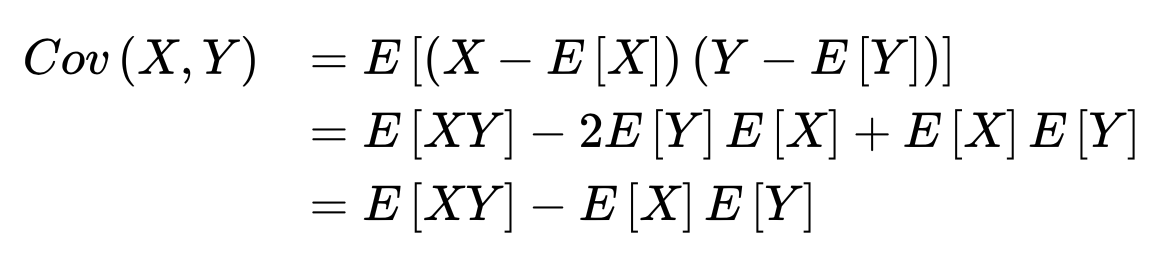 Cov (X, Y) = E [(X − E [X]) (Y − E [Y])]
= E [XY] − 2E [Y] E [X] + E [X] E [Y]
= E [XY] − E [X] E [Y]